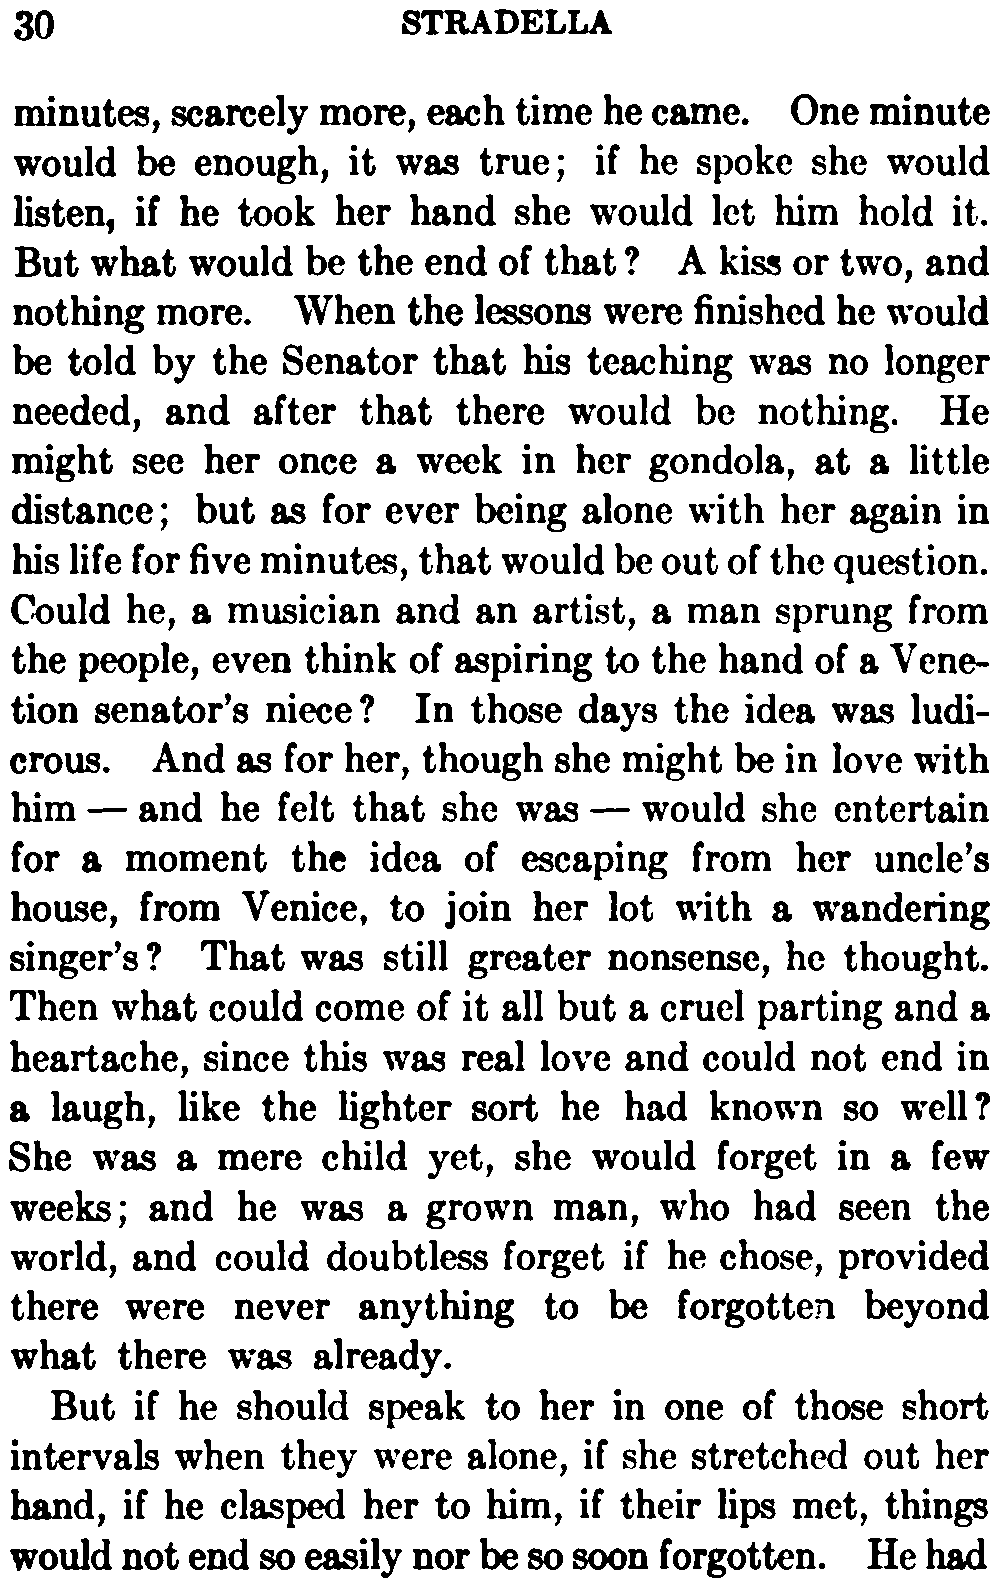 30 STRADELLA
minutes, scarcely more, each time he came. One minute
would be enough, it was true; if he spoke she would
listen, if he took her hand she would let him hold it.
But what would be the end of that? A kiss or two, and
nothing more. When the lessons were finished he would
be told by the Senator that his teaching was no longer
needed, and after that there would be nothing. He
might see her once a week in her gondola, at a little
distance; but as for ever being alone with her again in
his life for five minutes, that would be out of the question.
Could he, a musician and an artist, a man sprung from
the people, even think of aspiring to the hand of a Vene-
tion senator's niece? In those days the idea was ludi-
crous. And as for her, though she might be in love with
him — and he felt that she was — would she entertain
for a moment the idea of escaping from her uncle's
house, from Venice, to join her lot with a wandering
singer's? That was still greater nonsense, he thought.
Then what could come of it all but a cruel parting and a
heartache, since this was real love and could not end in
a laugh, like the lighter sort he had known so well?
She was a mere child yet, she would forget in a few
weeks; and he was a grown man, who had seen the
world, and could doubtless forget if he chose, provided
there were never anything to be forgotten beyond
what there was already.
But if he should speak to her in one of those short
intervals when they were alone, if she stretched out her
hand, if he clasped her to him, if their lips met, things
would not end so easily nor be so soon forgotten. He had